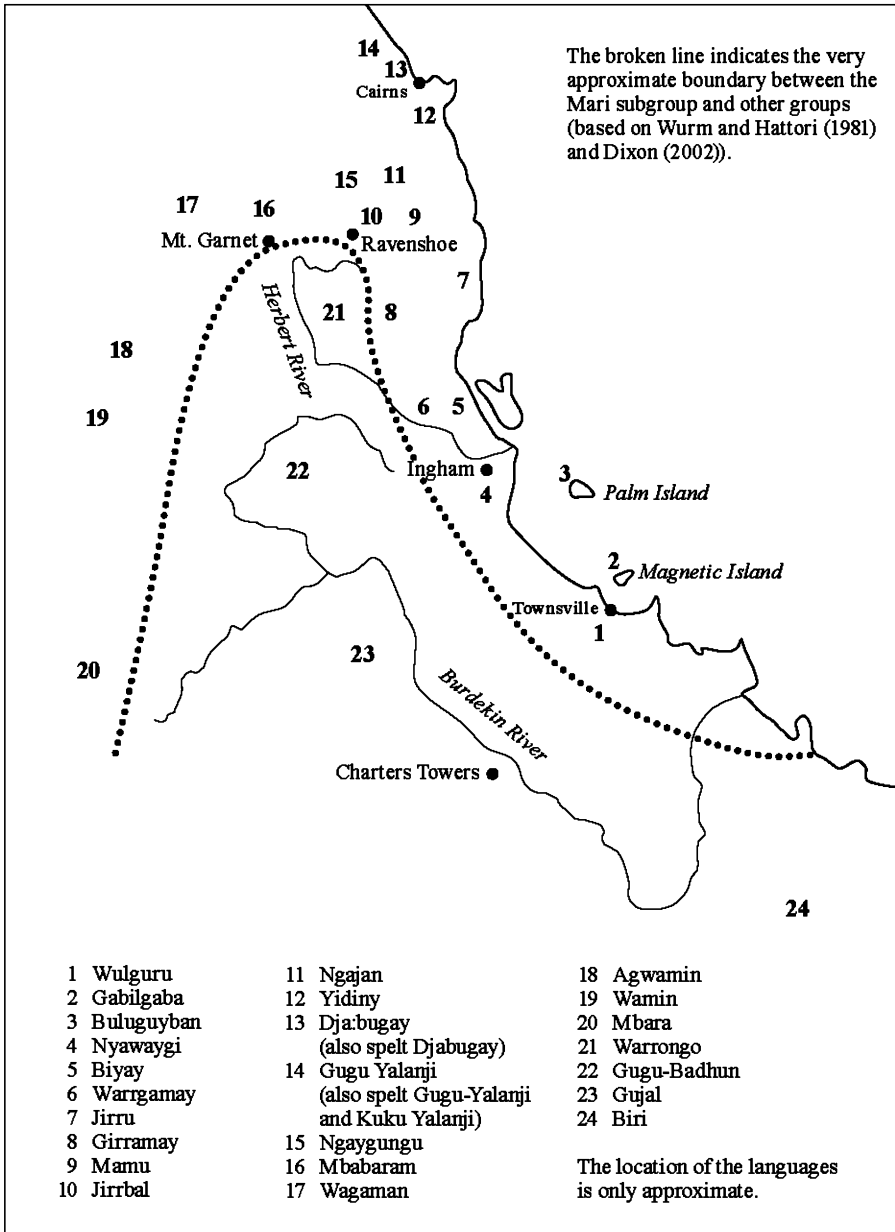 14
13
Cairns
12
The broken line indicates the very
approximate boundary between the
Mari subgroup and other groups
(based on Wurm and Hattori (1981)
and Dixon (2002)).
15
11
17
16
10
9
Mt. Garnet
Ravenshoe
7
Herbert River
21
8
18
19
6
5
22
Ingham
4
3
Palm Island
2
Magnetic Island
Townsville
1
20
23
Burdekin River
Charters Towers
24
1 Wulguru
2 Gabilgaba
3 Buluguyban
4 Nyawaygi
5 Biyay
6 Warrgamay
7 Jirru
8 Girramay
9 Mamu
10 Jirrbal
11 Ngajan
12 Yidiny
13 Dja:bugay
(also spelt Djabugay)
14 Gugu Yalanji
(also spelt Gugu-Yalanji
and Kuku Yalanji)
15 Ngaygungu
16 Mbabaram
17 Wagaman
18 Agwamin
19 Wamin
20 Mbara
21 Warrongo
22 Gugu-Badhun
23 Gujal
24 Biri
The location of the languages
is only approximate.